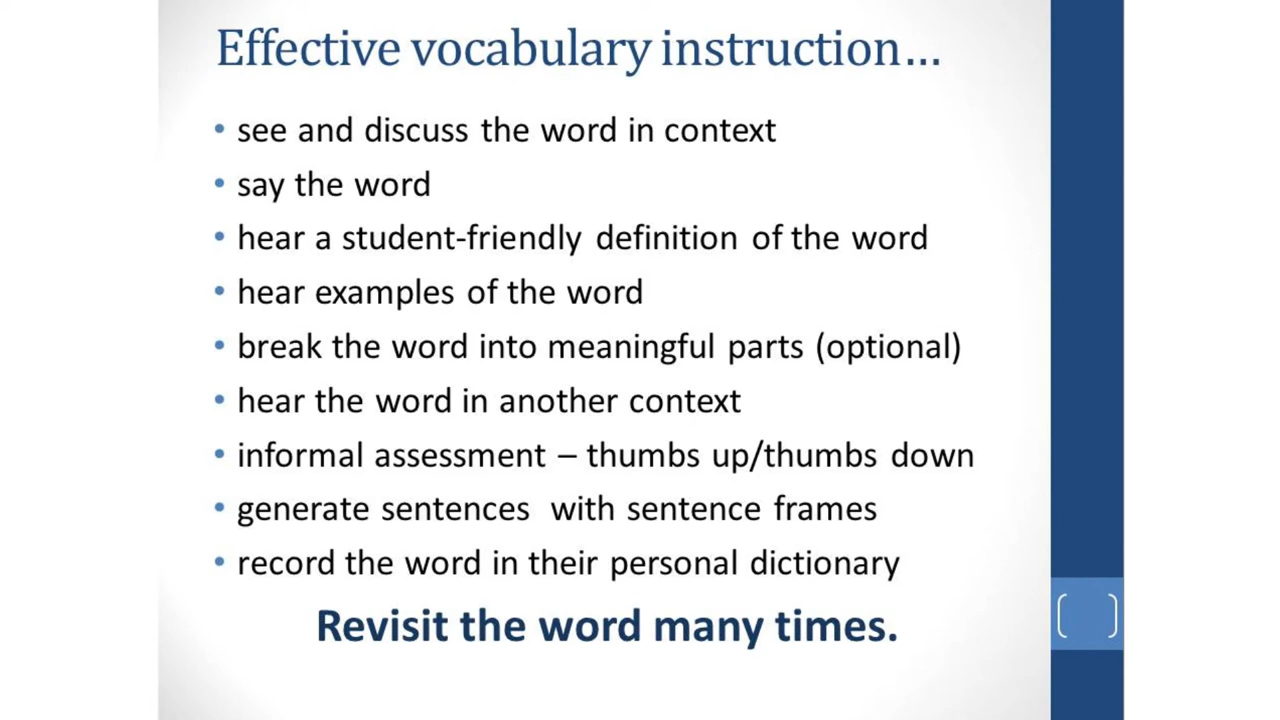 Effective vocabulary instruction…
• see and discuss the word in context
• say the word
• hear a student-friendly definition of the word
• hear examples of the word
• break the word into meaningful parts (optional)
• hear the word in another context
• informal assessment – thumbs up/thumbs down
• generate sentences  with sentence frames
• record the word in their personal dictionary
Revisit the word many times.